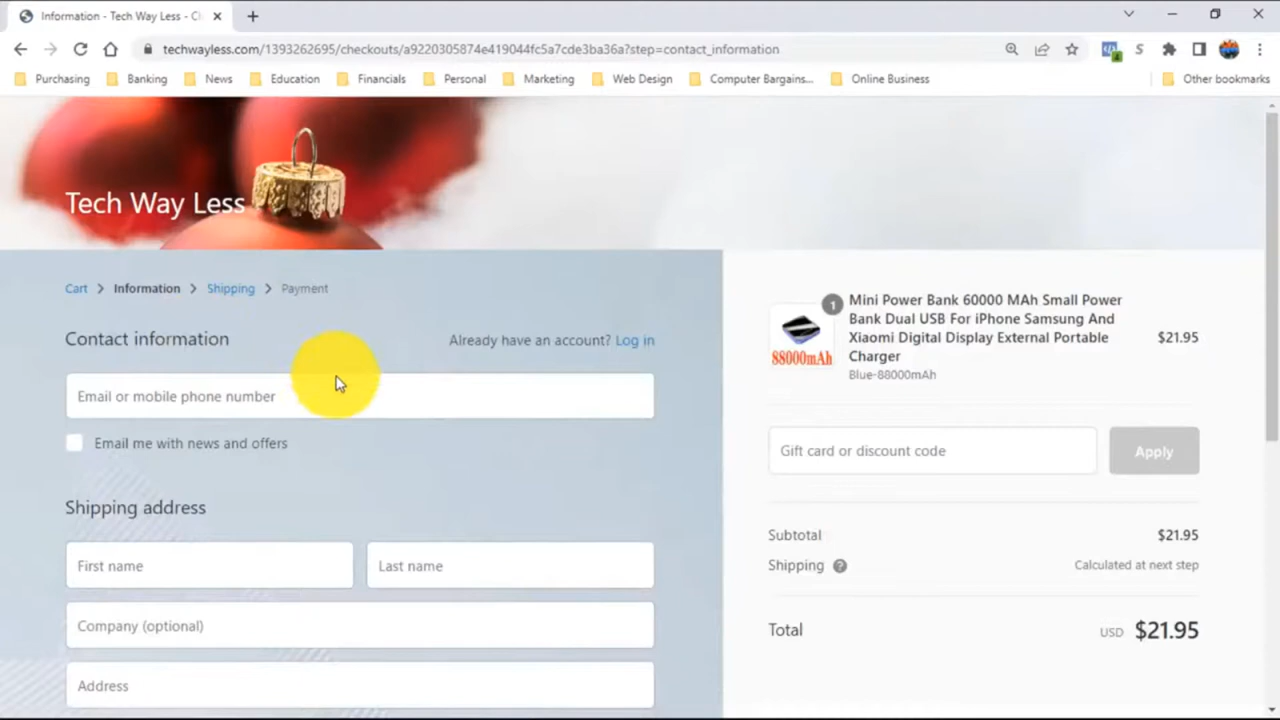 Information - Tech Way Less - Ch
techwayless.com/1393262695/checkouts/a9220305874e419044fc5a7cde3ba36a?step=contact_information
Purchasing Banking News Education Financials Personal Marketing Web Design Computer Bargains... Online Business Other bookmarks
Tech Way Less
Cart > Information > Shipping > Payment
Contact information
Already have an account? Log in
Email or mobile phone number
Email me with news and offers
Shipping address
First name
Last name
Company (optional)
Address
1
88000mAh
Mini Power Bank 60000 MAh Small Power
Bank Dual USB For iPhone Samsung And
Xiaomi Digital Display External Portable
Charger
Blue-88000mAh
$21.95
Gift card or discount code
Apply
Subtotal $21.95
Shipping ? Calculated at next step
Total USD $21.95